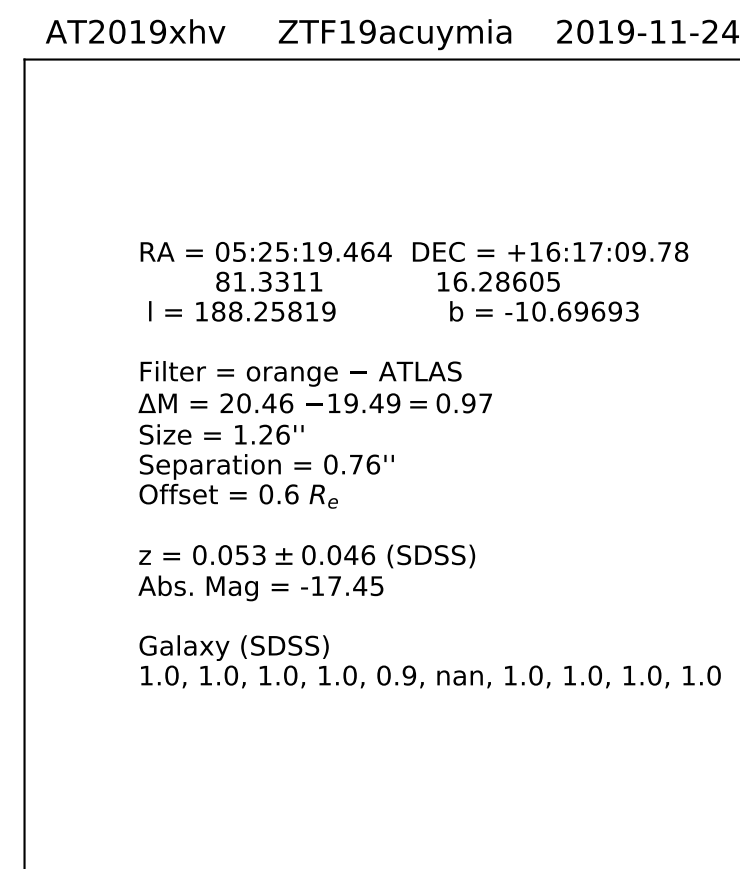 AT2019xhv ZTF19acuymia 2019-11-24
RA = 05:25:19.464 DEC = +16:17:09.78
81.3311 16.28605
l = 188.25819 b = -10.69693
Filter = orange − ATLAS
ΔM = 20.46 −19.49 = 0.97
Size = 1.26''
Separation = 0.76''
Offset = 0.6 Rₑ
z = 0.053 ± 0.046 (SDSS)
Abs. Mag = -17.45
Galaxy (SDSS)
1.0, 1.0, 1.0, 1.0, 0.9, nan, 1.0, 1.0, 1.0, 1.0